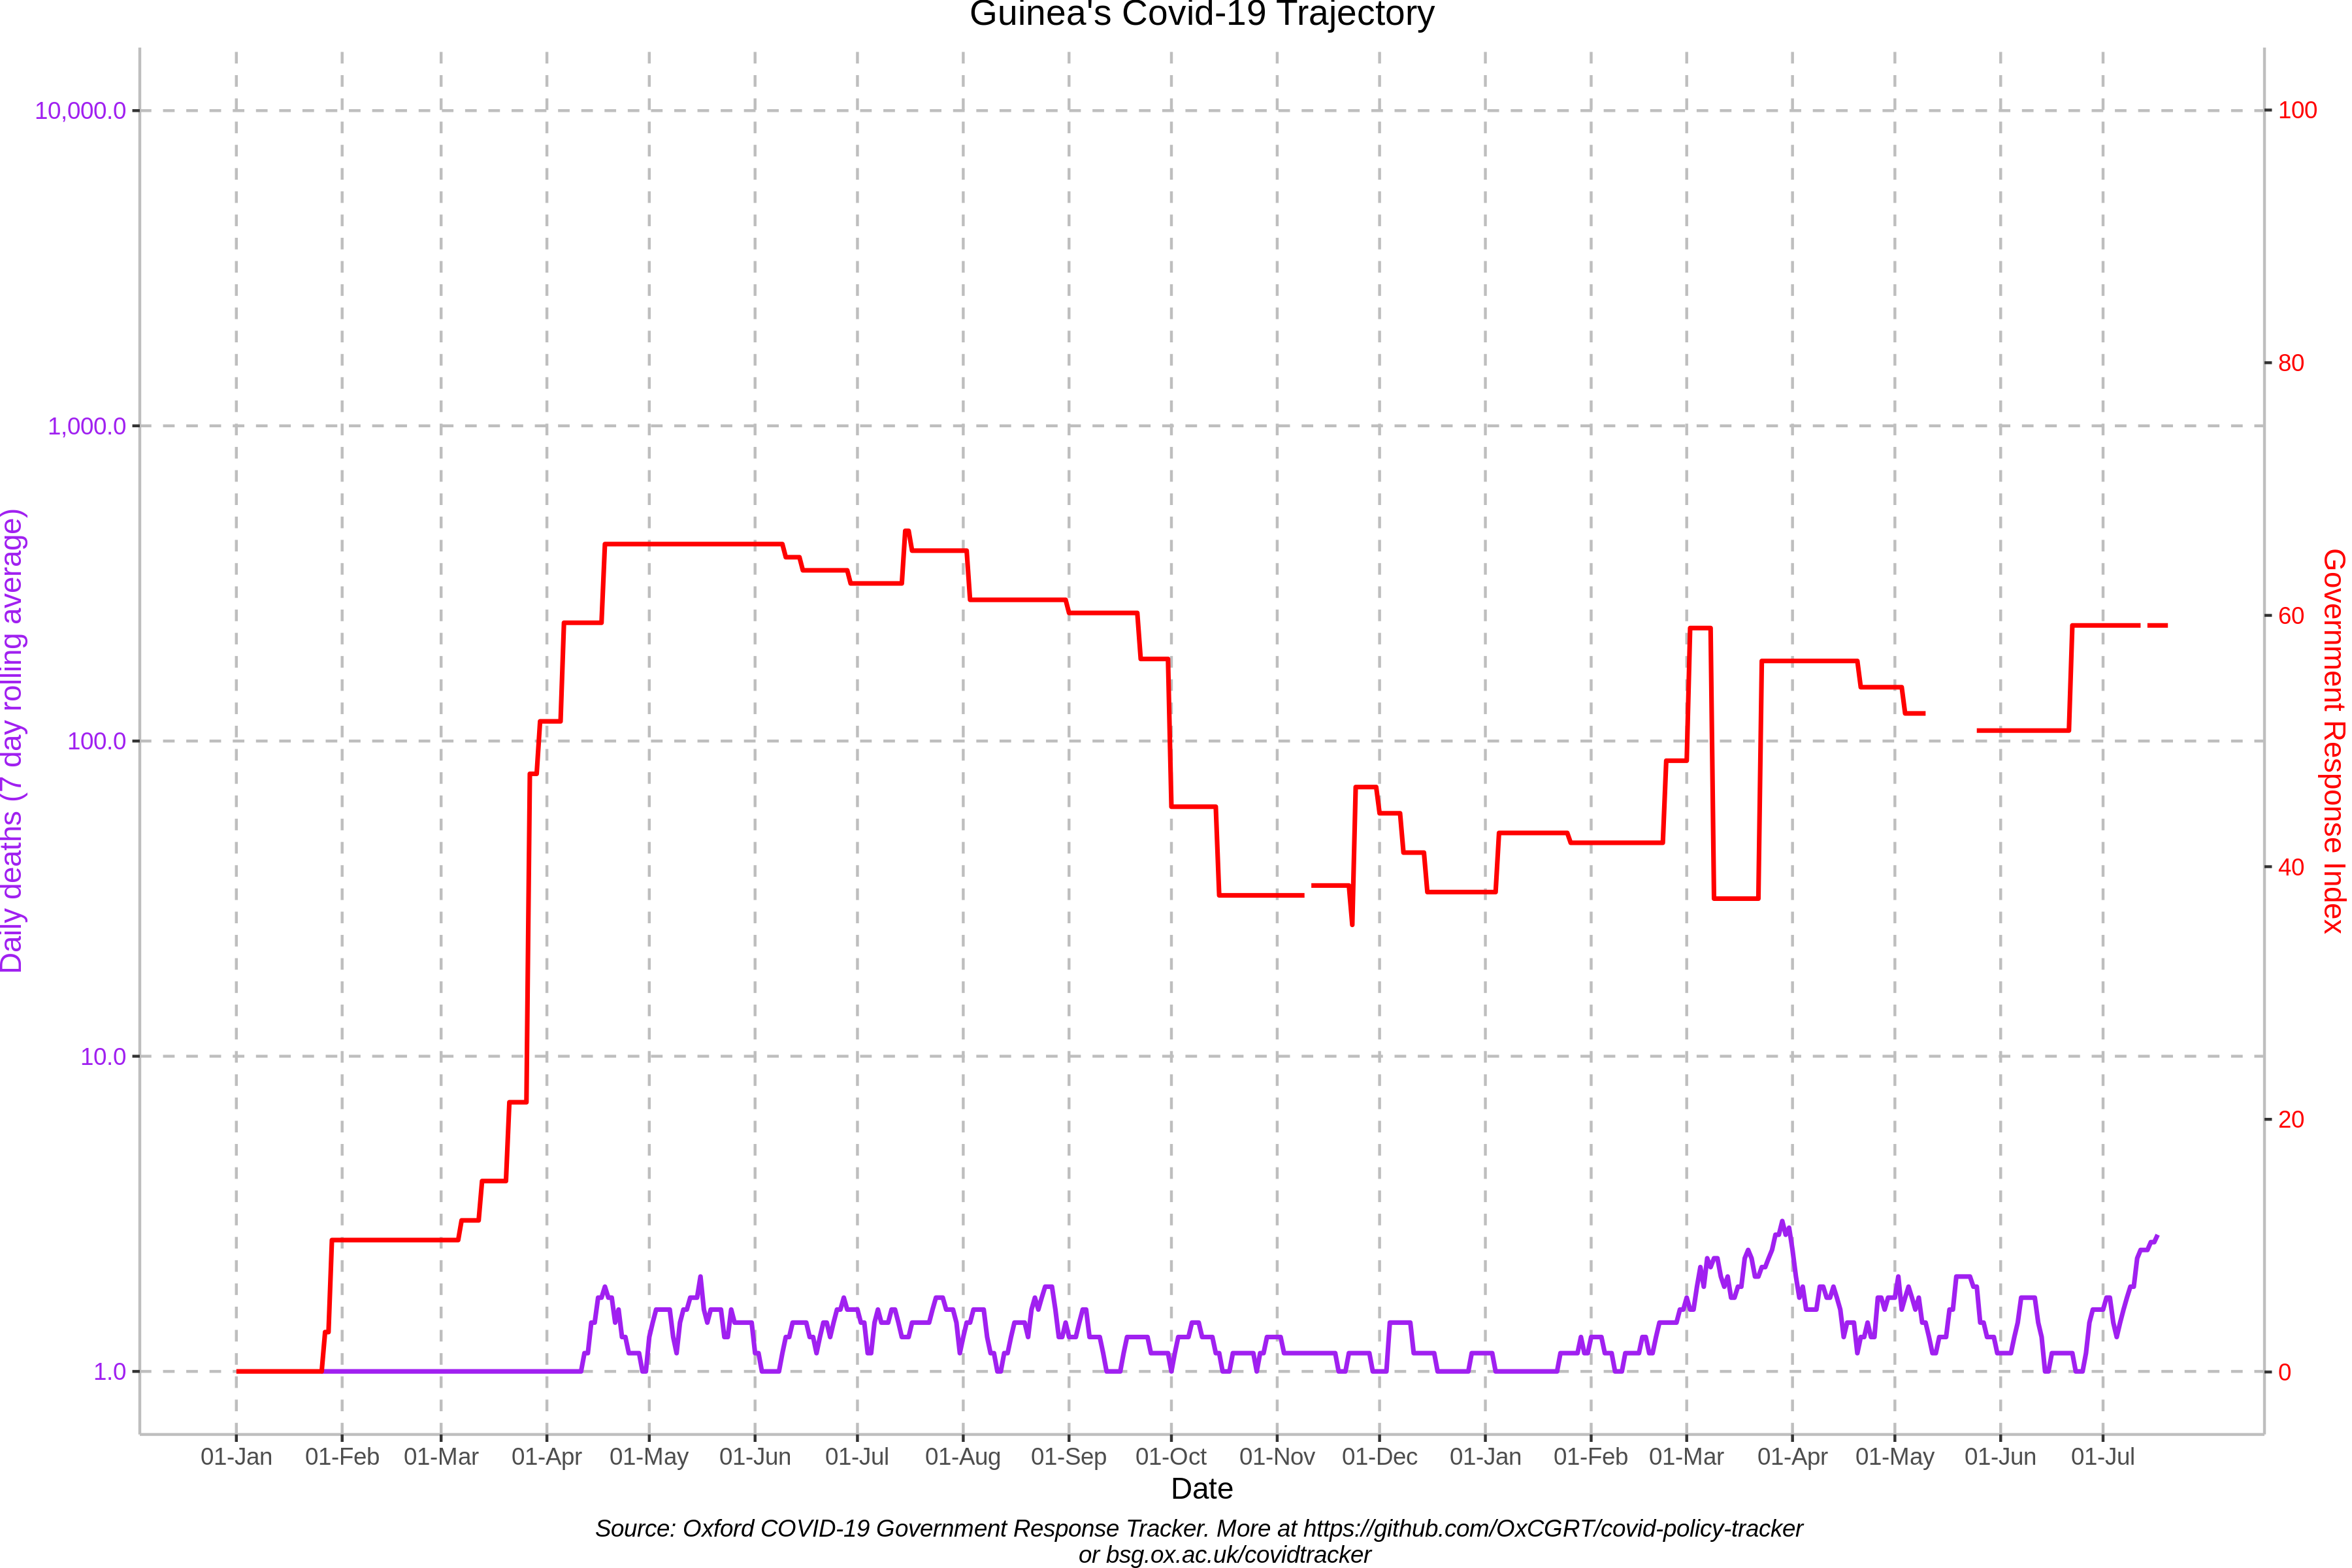 Guinea's Covid-19 Trajectory
10,000.0
1,000.0
100.0
10.0
1.0
Daily deaths (7 day rolling average)
100
80
60
40
20
0
Government Response Index
01-Jan 01-Feb 01-Mar 01-Apr 01-May 01-Jun 01-Jul 01-Aug 01-Sep 01-Oct 01-Nov 01-Dec 01-Jan 01-Feb 01-Mar 01-Apr 01-May 01-Jun 01-Jul
Date
Source: Oxford COVID-19 Government Response Tracker. More at https://github.com/OxCGRT/covid-policy-tracker
or bsg.ox.ac.uk/covidtracker